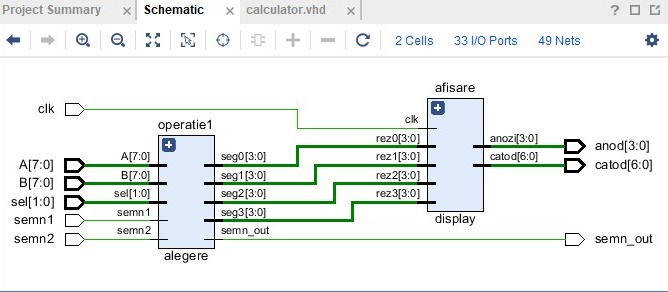 Project Summary Schematic calculator.vhd
2 Cells 33 I/O Ports 49 Nets
afisare
clk
operatie1
clk
rez0[3:0] anozi[3:0] anod[3:0]
A[7:0] A[7:0] seg0[3:0] rez1[3:0] catod[6:0] catod[6:0]
B[7:0] B[7:0] seg1[3:0] rez2[3:0]
sel[1:0] sel[1:0] seg2[3:0] rez3[3:0]
semn1 semn1 seg3[3:0] display
semn2 semn2 semn_out semn_out
alegere